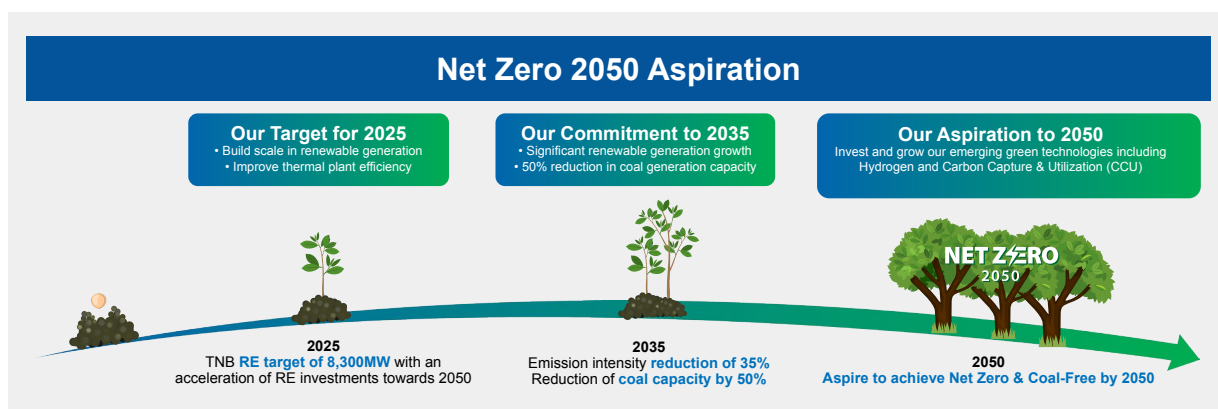 Net Zero 2050 Aspiration
Our Target for 2025
• Build scale in renewable generation
• Improve thermal plant efficiency
Our Commitment to 2035
• Significant renewable generation growth
• 50% reduction in coal generation capacity
Our Aspiration to 2050
Invest and grow our emerging green technologies including
Hydrogen and Carbon Capture & Utilization (CCU)
NET ZERO
2050
2025
TNB RE target of 8,300MW with an
acceleration of RE investments towards 2050
2035
Emission intensity reduction of 35%
Reduction of coal capacity by 50%
2050
Aspire to achieve Net Zero & Coal-Free by 2050